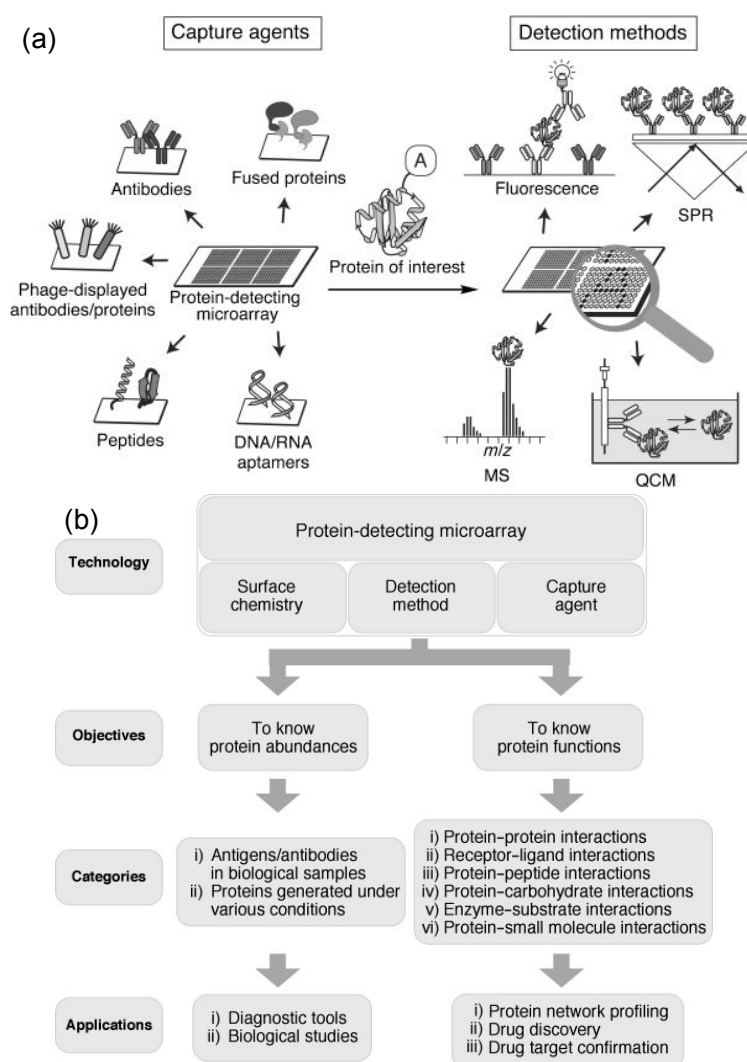 (a)
Capture agents
Detection methods
Antibodies
Fused proteins
A
Fluorescence
SPR
Phage-displayed
antibodies/proteins
Protein-detecting
microarray
Protein of interest
Peptides
DNA/RNA
aptamers
m/z
MS
QCM
(b)
Technology
Protein-detecting microarray
Surface
chemistry
Detection
method
Capture
agent
Objectives
To know
protein abundances
To know
protein functions
Categories
i) Antigens/antibodies
in biological samples
ii) Proteins generated under
various conditions
i) Protein–protein interactions
ii) Receptor–ligand interactions
iii) Protein–peptide interactions
iv) Protein–carbohydrate interactions
v) Enzyme–substrate interactions
vi) Protein–small molecule interactions
Applications
i) Diagnostic tools
ii) Biological studies
i) Protein network profiling
ii) Drug discovery
iii) Drug target confirmation